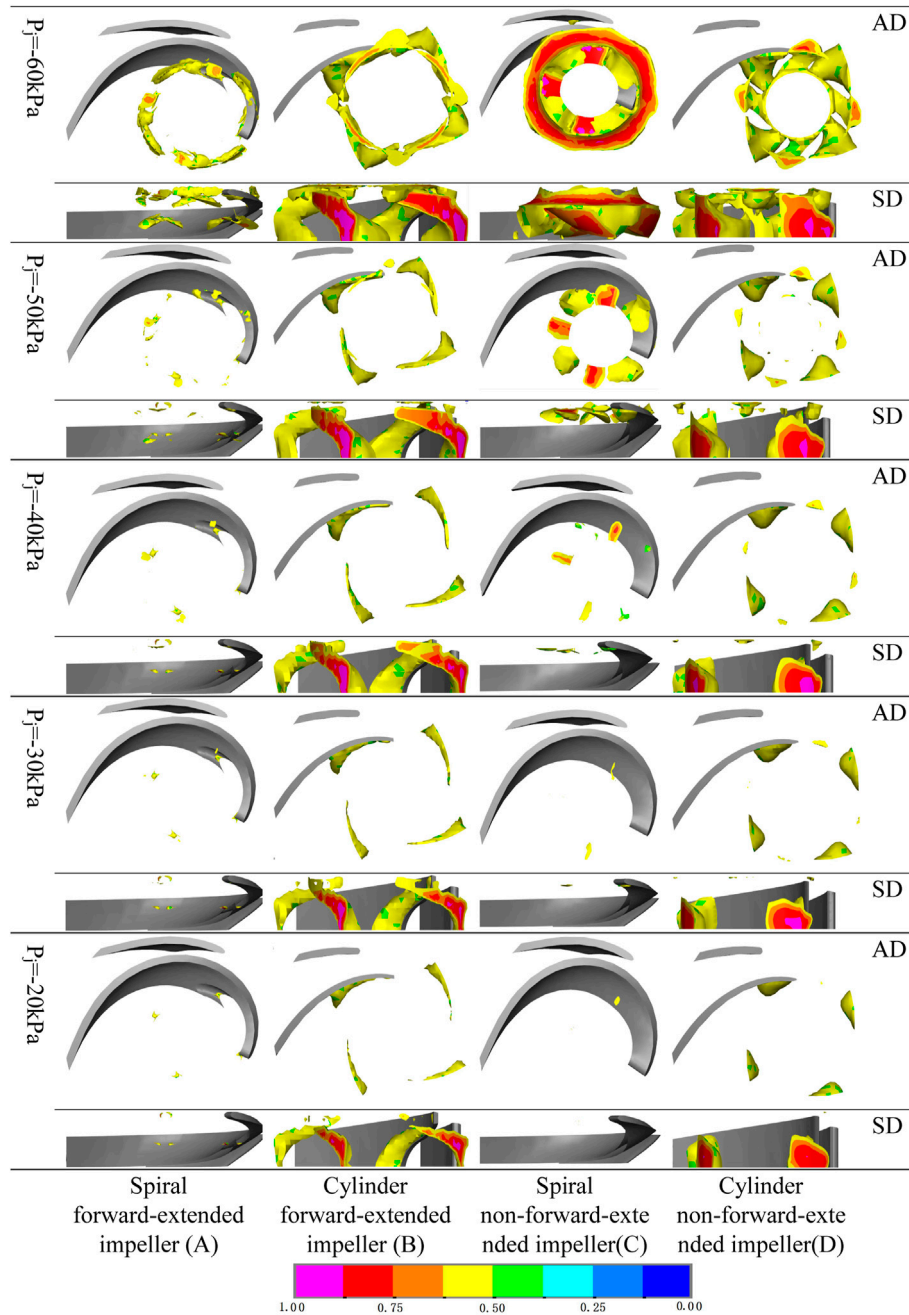 Pj=-60kPa
AD
SD
Pj=-50kPa
AD
SD
Pj=-40kPa
AD
SD
Pj=-30kPa
AD
SD
Pj=-20kPa
AD
SD
Spiral
forward-extended
impeller (A)
Cylinder
forward-extended
impeller (B)
Spiral
non-forward-exte
nded impeller(C)
Cylinder
non-forward-exte
nded impeller(D)
1.00 0.75 0.50 0.25 0.00